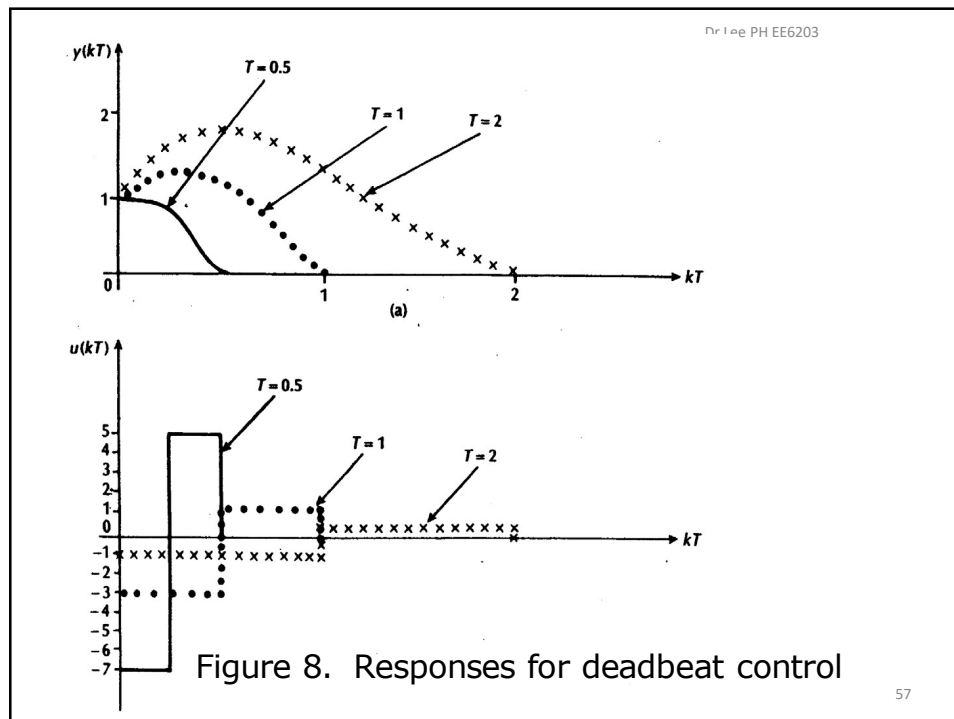 Dr Lee PH EE6203
y(kT)
T = 0.5
2
T = 1
T = 2
1
0
1
2
kT
(a)
u(kT)
T = 0.5
5
4
3
2
1
0
T = 1
T = 2
kT
−1
−2
−3
−4
−5
−6
−7
Figure 8. Responses for deadbeat control
57